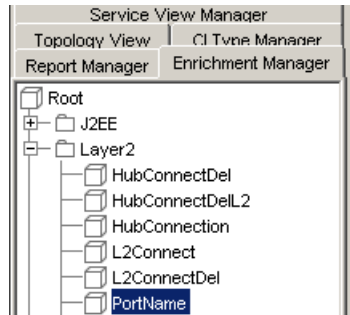 Service View Manager
Topology View CI Type Manager
Report Manager Enrichment Manager
Root
J2EE
Layer2
HubConnectDel
HubConnectDelL2
HubConnection
L2Connect
L2ConnectDel
PortName